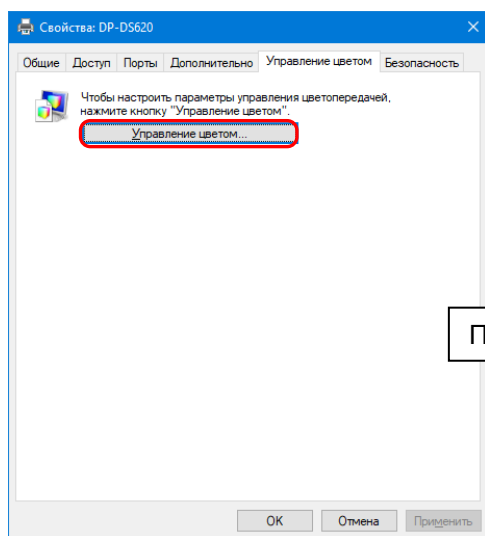 Свойства: DP-DS620
Общие Доступ Порты Дополнительно Управление цветом Безопасность
Чтобы настроить параметры управления цветопередачей,
нажмите кнопку "Управление цветом".
Управление цветом...
П
OK Отмена Применить